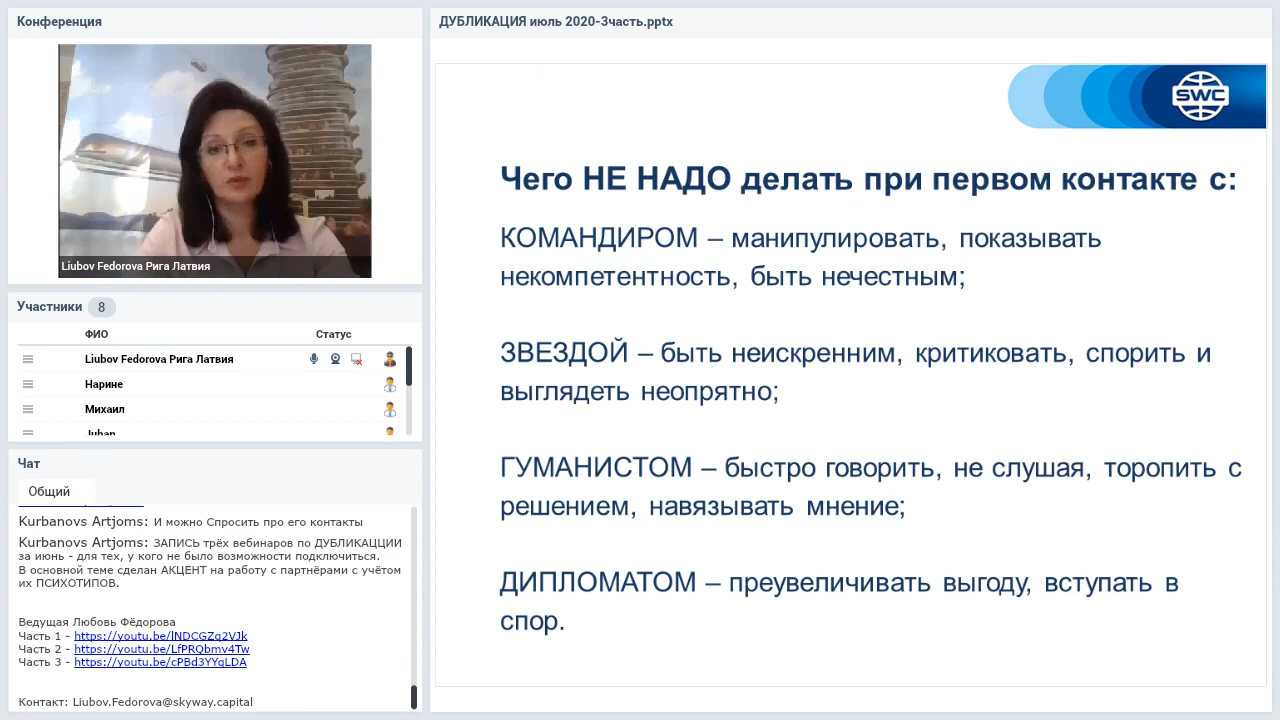 Конференция
Liubov Fedorova Рига Латвия
Участники 8
ФИО Статус
Liubov Fedorova Рига Латвия
Нарине
Михаил
Чат
Общий
Kurbanovs Artjoms: И можно Спросить про его контакты
Kurbanovs Artjoms: ЗАПИСЬ трёх вебинаров по ДУБЛИКАЦЦИИ
за июнь - для тех, у кого не было возможности подключиться.
В основной теме сделан АКЦЕНТ на работу с партнёрами с учётом
их ПСИХОТИПОВ.
Ведущая Любовь Фёдорова
Часть 1 - https://youtu.be/lNDCGZq2VJk
Часть 2 - https://youtu.be/LfPRQbmv4Tw
Часть 3 - https://youtu.be/cPBd3YYqLDA
Контакт: Liubov.Fedorova@skyway.capital
ДУБЛИКАЦИЯ июль 2020-3часть.pptx
SWC
Чего НЕ НАДО делать при первом контакте с:
КОМАНДИРОМ – манипулировать, показывать
некомпетентность, быть нечестным;
ЗВЕЗДОЙ – быть неискренним, критиковать, спорить и
выглядеть неопрятно;
ГУМАНИСТОМ – быстро говорить, не слушая, торопить с
решением, навязывать мнение;
ДИПЛОМАТОМ – преувеличивать выгоду, вступать в
спор.